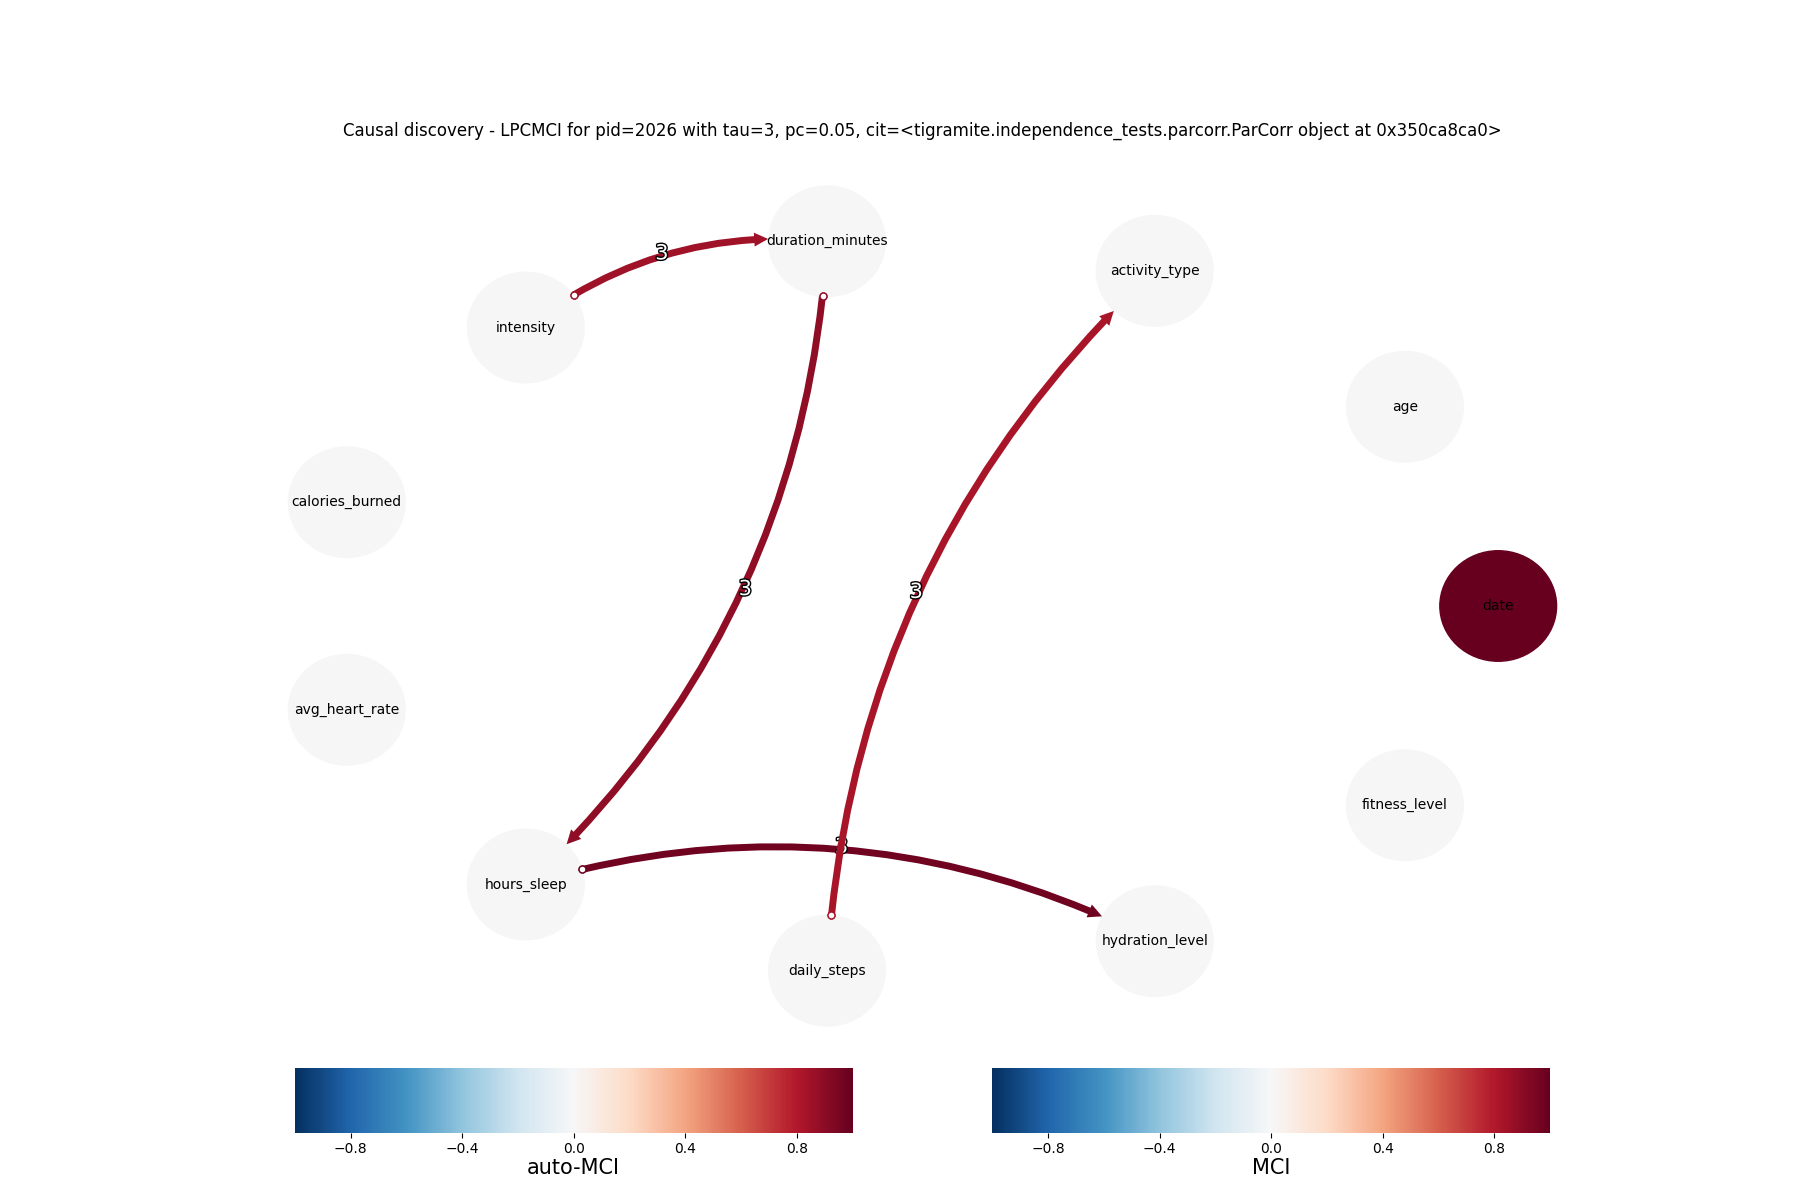 Causal discovery - LPCMCI for pid=2026 with tau=3, pc=0.05, cit=<tigramite.independence_tests.parcorr.ParCorr object at 0x350ca8ca0>
duration_minutes
3
activity_type
intensity
age
calories_burned
3
3
date
avg_heart_rate
fitness_level
3
hours_sleep
hydration_level
daily_steps
−0.8 −0.4 0.0 0.4 0.8
auto-MCI
−0.8 −0.4 0.0 0.4 0.8
MCI